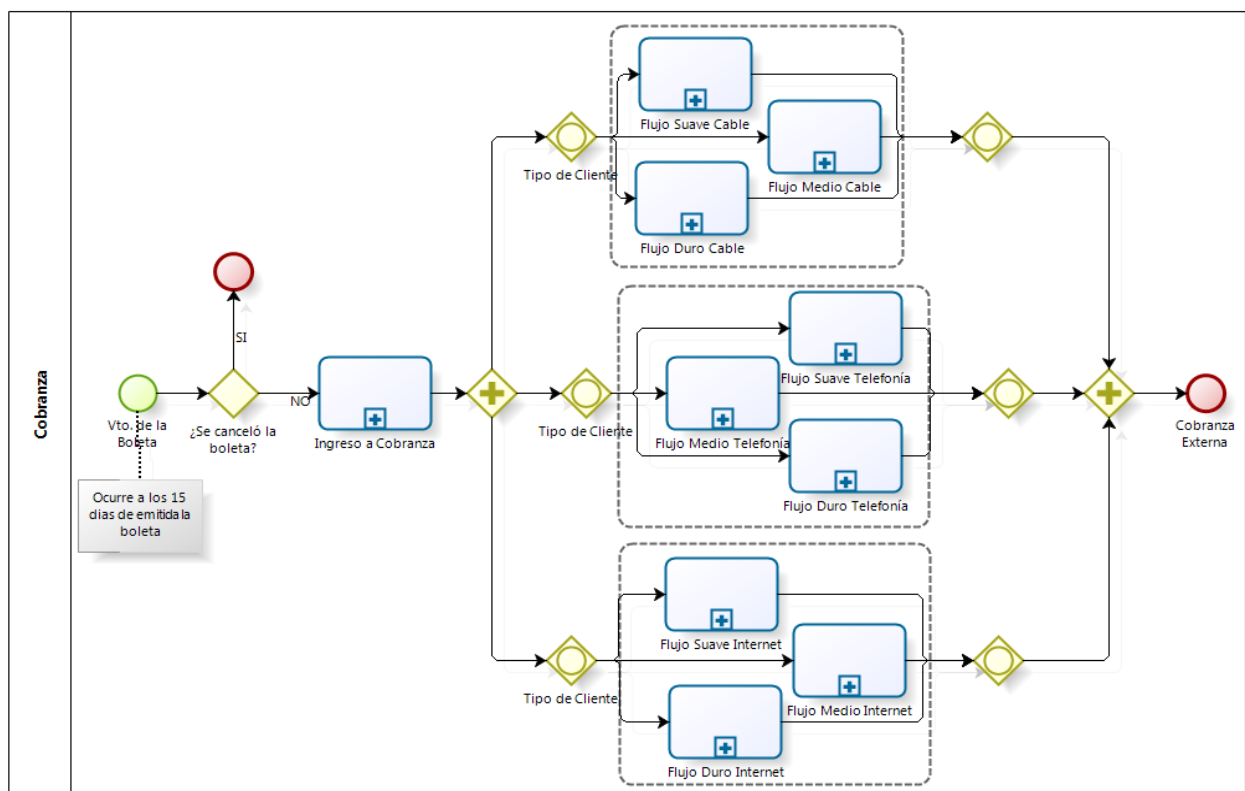 Cobranza
Flujo Suave Cable
Tipo de Cliente
Flujo Medio Cable
Flujo Duro Cable
SI
Vto. de la
Boleta
¿Se canceló la
boleta?
NO
Ingreso a Cobranza
Tipo de Cliente
Flujo Suave Telefonía
Flujo Medio Telefonía
Flujo Duro Telefonía
Cobranza
Externa
Ocurre a los 15
dias de emitida la
boleta
Flujo Suave Internet
Tipo de Cliente
Flujo Medio Internet
Flujo Duro Internet